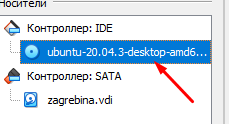 Носители
Контроллер: IDE
ubuntu-20.04.3-desktop-amd6...
Контроллер: SATA
zagrebina.vdi